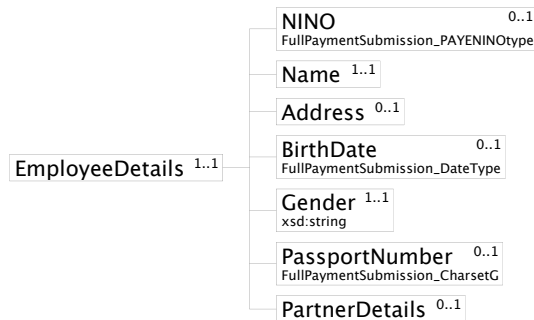 NINO 0..1
FullPaymentSubmission_PAYENINOtype
Name 1..1
Address 0..1
BirthDate 0..1
FullPaymentSubmission_DateType
EmployeeDetails 1..1
Gender 1..1
xsd:string
PassportNumber 0..1
FullPaymentSubmission_CharsetG
PartnerDetails 0..1